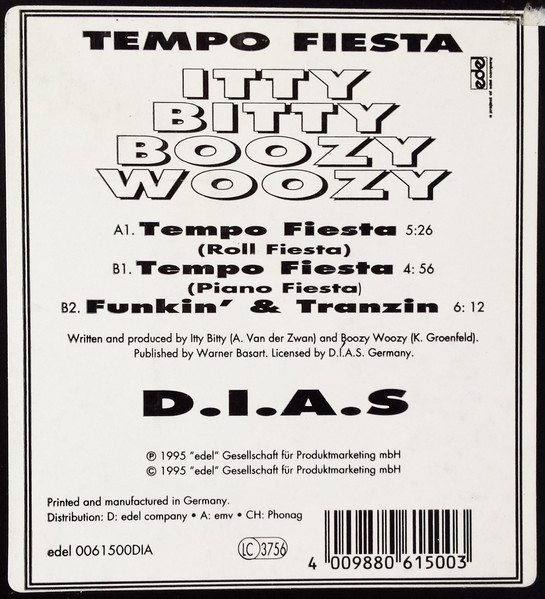 TEMPO FIESTA
edel
a product of edel company
ITTY
BITTY
BOOZY
WOOZY
A1. Tempo Fiesta 5:26
(Roll Fiesta)
B1. Tempo Fiesta 4: 56
(Piano Fiesta)
B2. Funkin' & Tranzin 6: 12
Written and produced by Itty Bitty (A. Van der Zwan) and Boozy Woozy (K. Groenfeld).
Published by Warner Basart. Licensed by D.I.A.S. Germany.
D.I.A.S
℗ 1995 "edel" Gesellschaft für Produktmarketing mbH
© 1995 "edel" Gesellschaft für Produktmarketing mbH
Printed and manufactured in Germany.
Distribution: D: edel company • A: emv • CH: Phonag
edel 0061500DIA
LC 3756
4 009880 615003